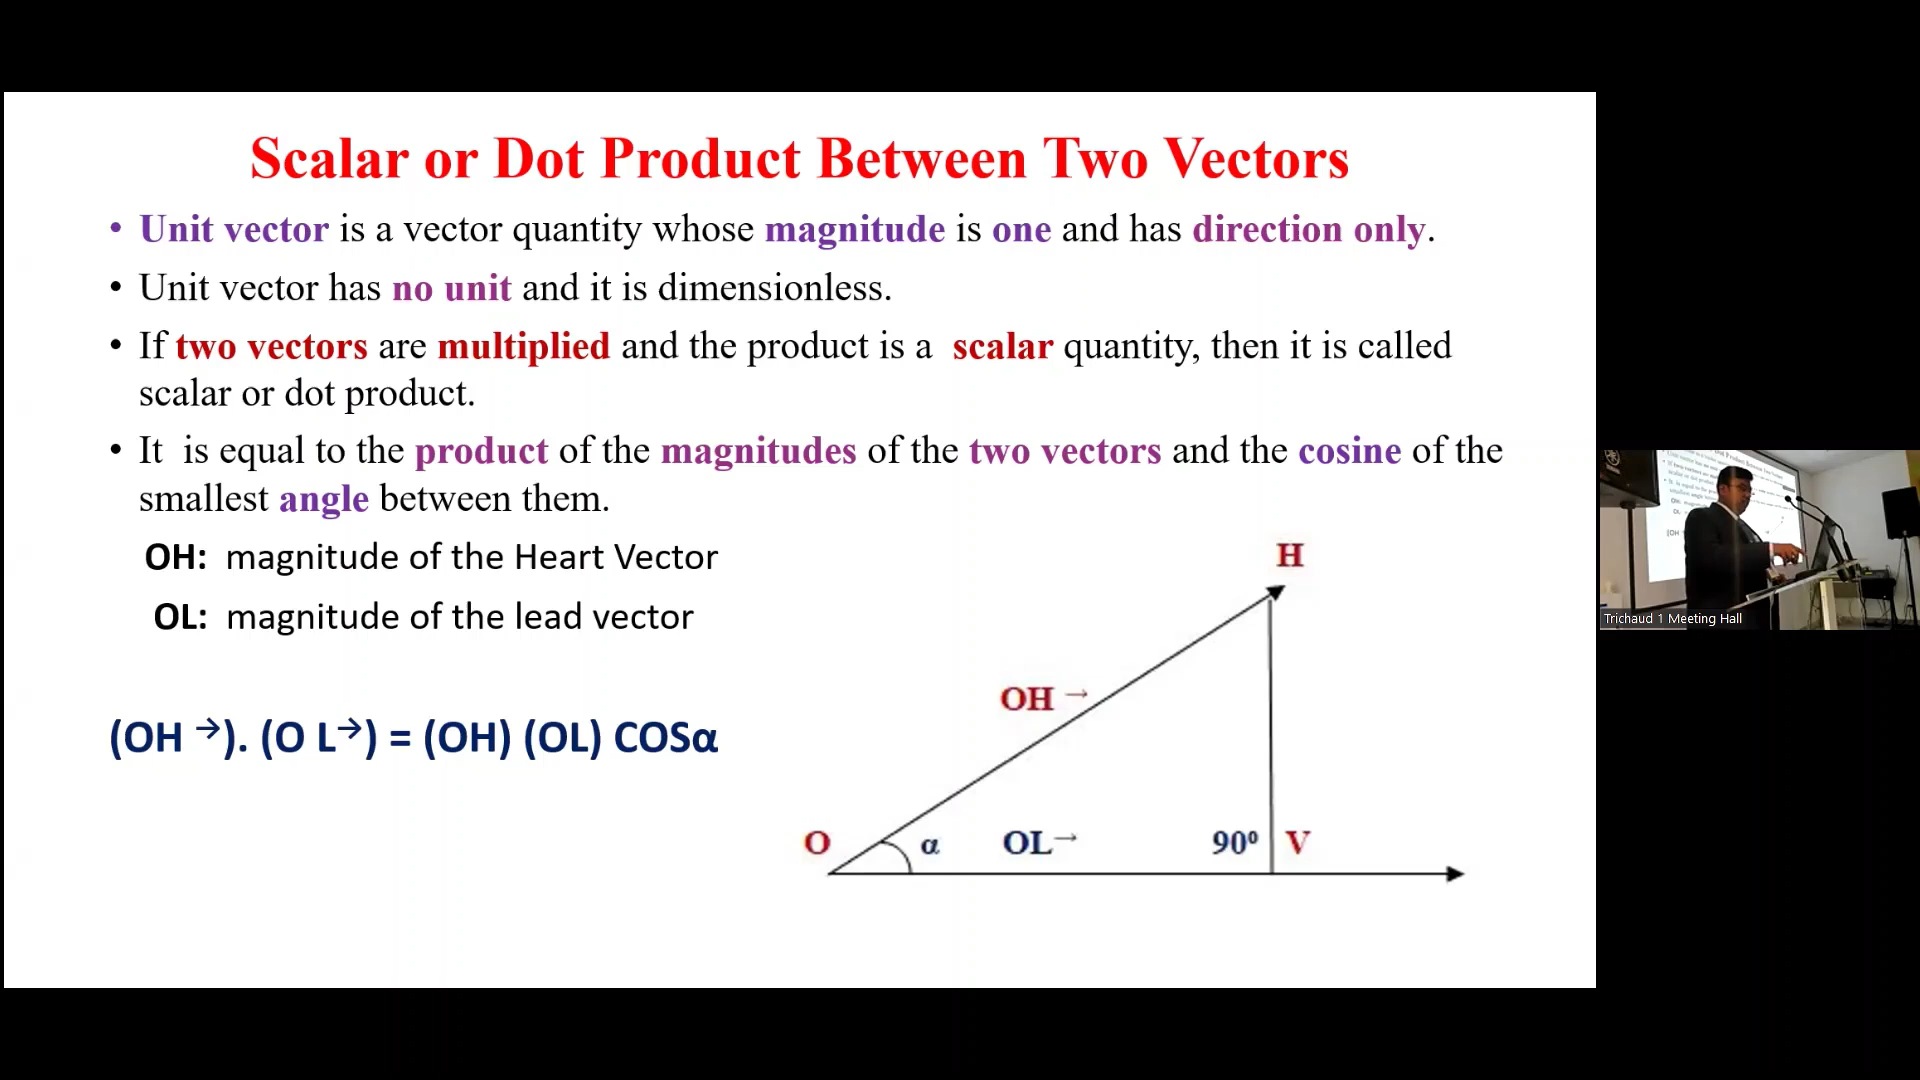 Scalar or Dot Product Between Two Vectors
• Unit vector is a vector quantity whose magnitude is one and has direction only.
• Unit vector has no unit and it is dimensionless.
• If two vectors are multiplied and the product is a scalar quantity, then it is called
scalar or dot product.
• It is equal to the product of the magnitudes of the two vectors and the cosine of the
smallest angle between them.
OH: magnitude of the Heart Vector
OL: magnitude of the lead vector
(OH →). (O L→) = (OH) (OL) COSα
H
OH →
O
α
OL→
90⁰
V
Trichaud 1 Meeting Hall